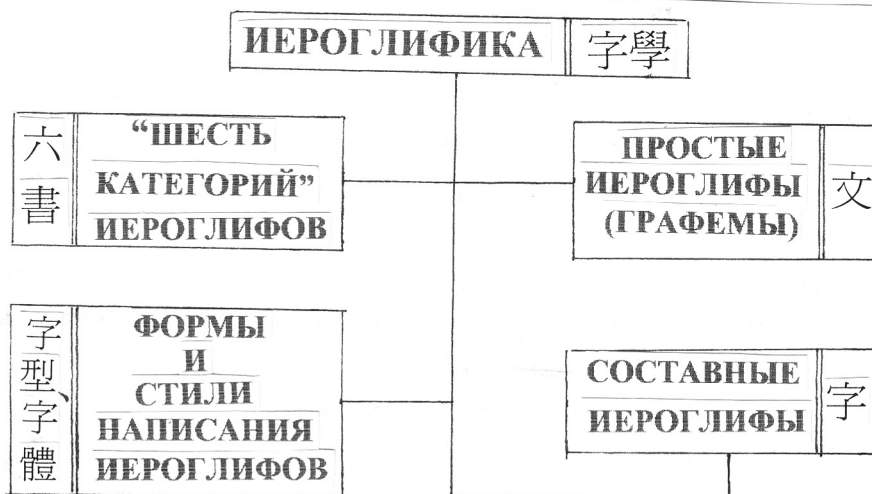 ИЕРОГЛИФИКА 字學
六書
“ШЕСТЬ
КАТЕГОРИЙ”
ИЕРОГЛИФОВ
ПРОСТЫЕ
ИЕРОГЛИФЫ
(ГРАФЕМЫ)
文
字型、字體
ФОРМЫ
И
СТИЛИ
НАПИСАНИЯ
ИЕРОГЛИФОВ
СОСТАВНЫЕ
ИЕРОГЛИФЫ
字